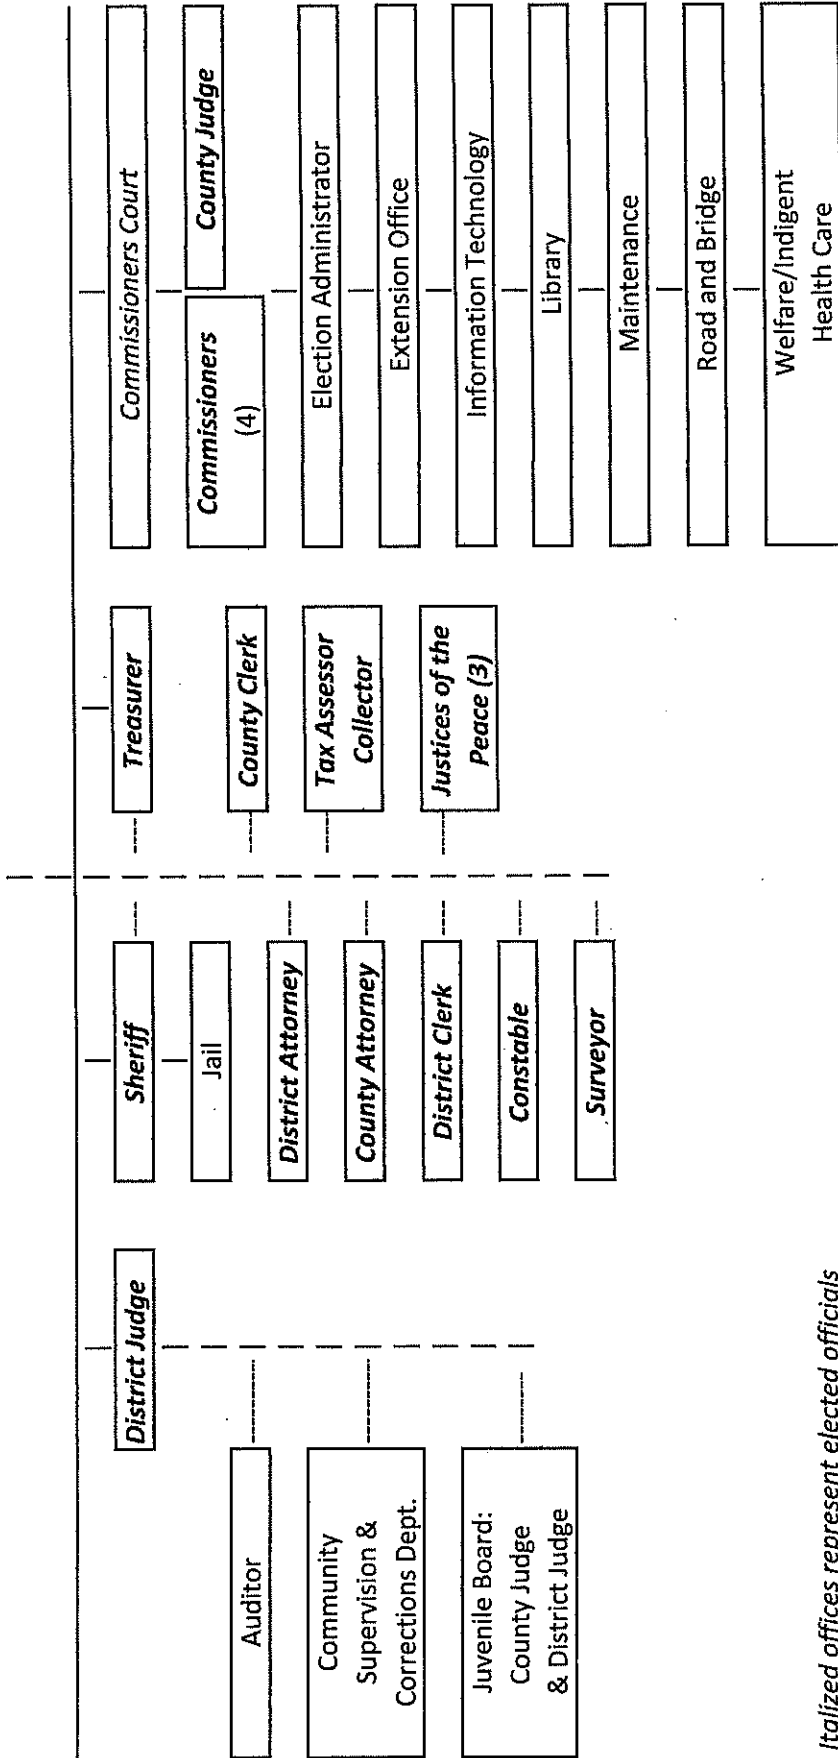 District Judge
Auditor
Community
Supervision &
Corrections Dept.
Juvenile Board:
County Judge
& District Judge
Sheriff
Jail
District Attorney
County Attorney
District Clerk
Constable
Surveyor
Treasurer
County Clerk
Tax Assessor
Collector
Justices of the
Peace (3)
Commissioners Court
Commissioners
(4)
County Judge
Election Administrator
Extension Office
Information Technology
Library
Maintenance
Road and Bridge
Welfare/Indigent
Health Care
Italized offices represent elected officials